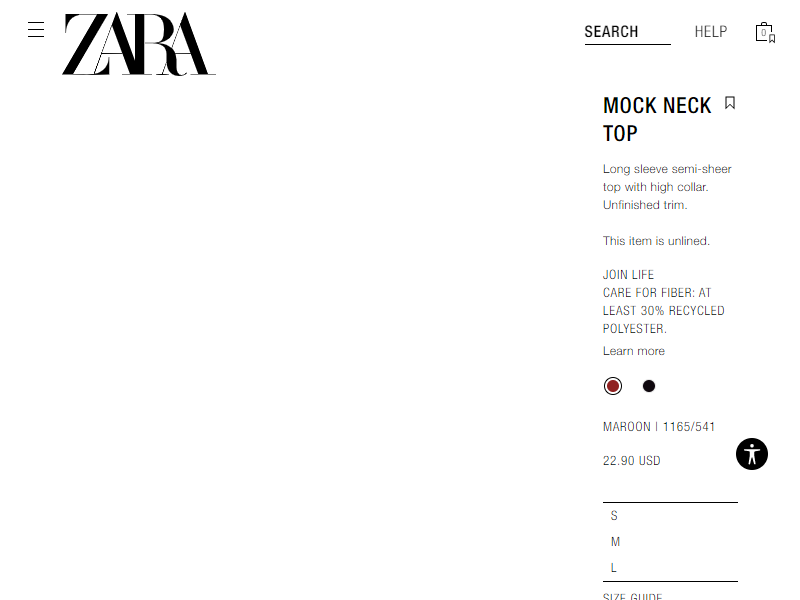 ZARA
SEARCH
HELP
0
MOCK NECK
TOP
Long sleeve semi-sheer
top with high collar.
Unfinished trim.
This item is unlined.
JOIN LIFE
CARE FOR FIBER: AT
LEAST 30% RECYCLED
POLYESTER.
Learn more
MAROON | 1165/541
22.90 USD
S
M
L
SIZE GUIDE